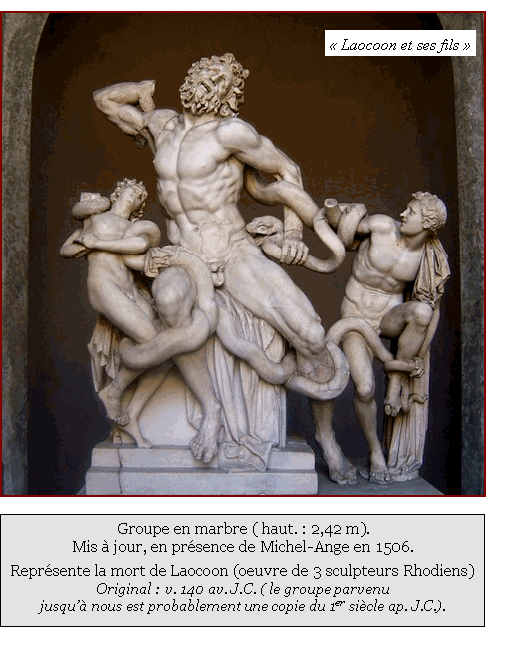 « Laocoon et ses fils »
Groupe en marbre ( haut. : 2,42 m).
Mis à jour, en présence de Michel-Ange en 1506.
Représente la mort de Laocoon (oeuvre de 3 sculpteurs Rhodiens)
Original : v. 140 av. J.C. ( le groupe parvenu
jusqu'à nous est probablement une copie du 1er siècle ap. J.C.).